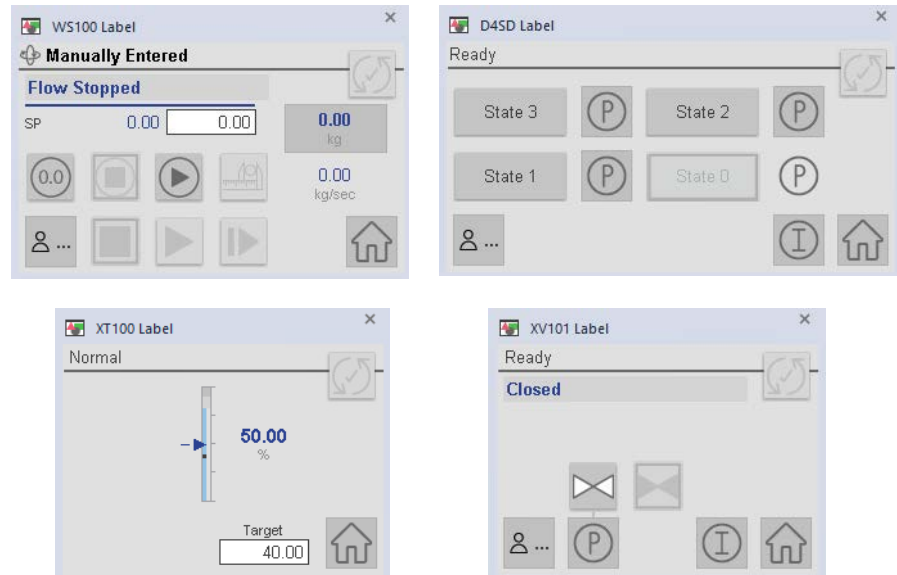 WS100 Label
Manually Entered
Flow Stopped
SP 0.00 0.00 0.00
kg
0.0
0.00
kg/sec
...
D4SD Label
Ready
State 3 P State 2 P
State 1 P State 0 P
... I
XT100 Label
Normal
50.00
%
Target
40.00
XV101 Label
Ready
Closed
... P I